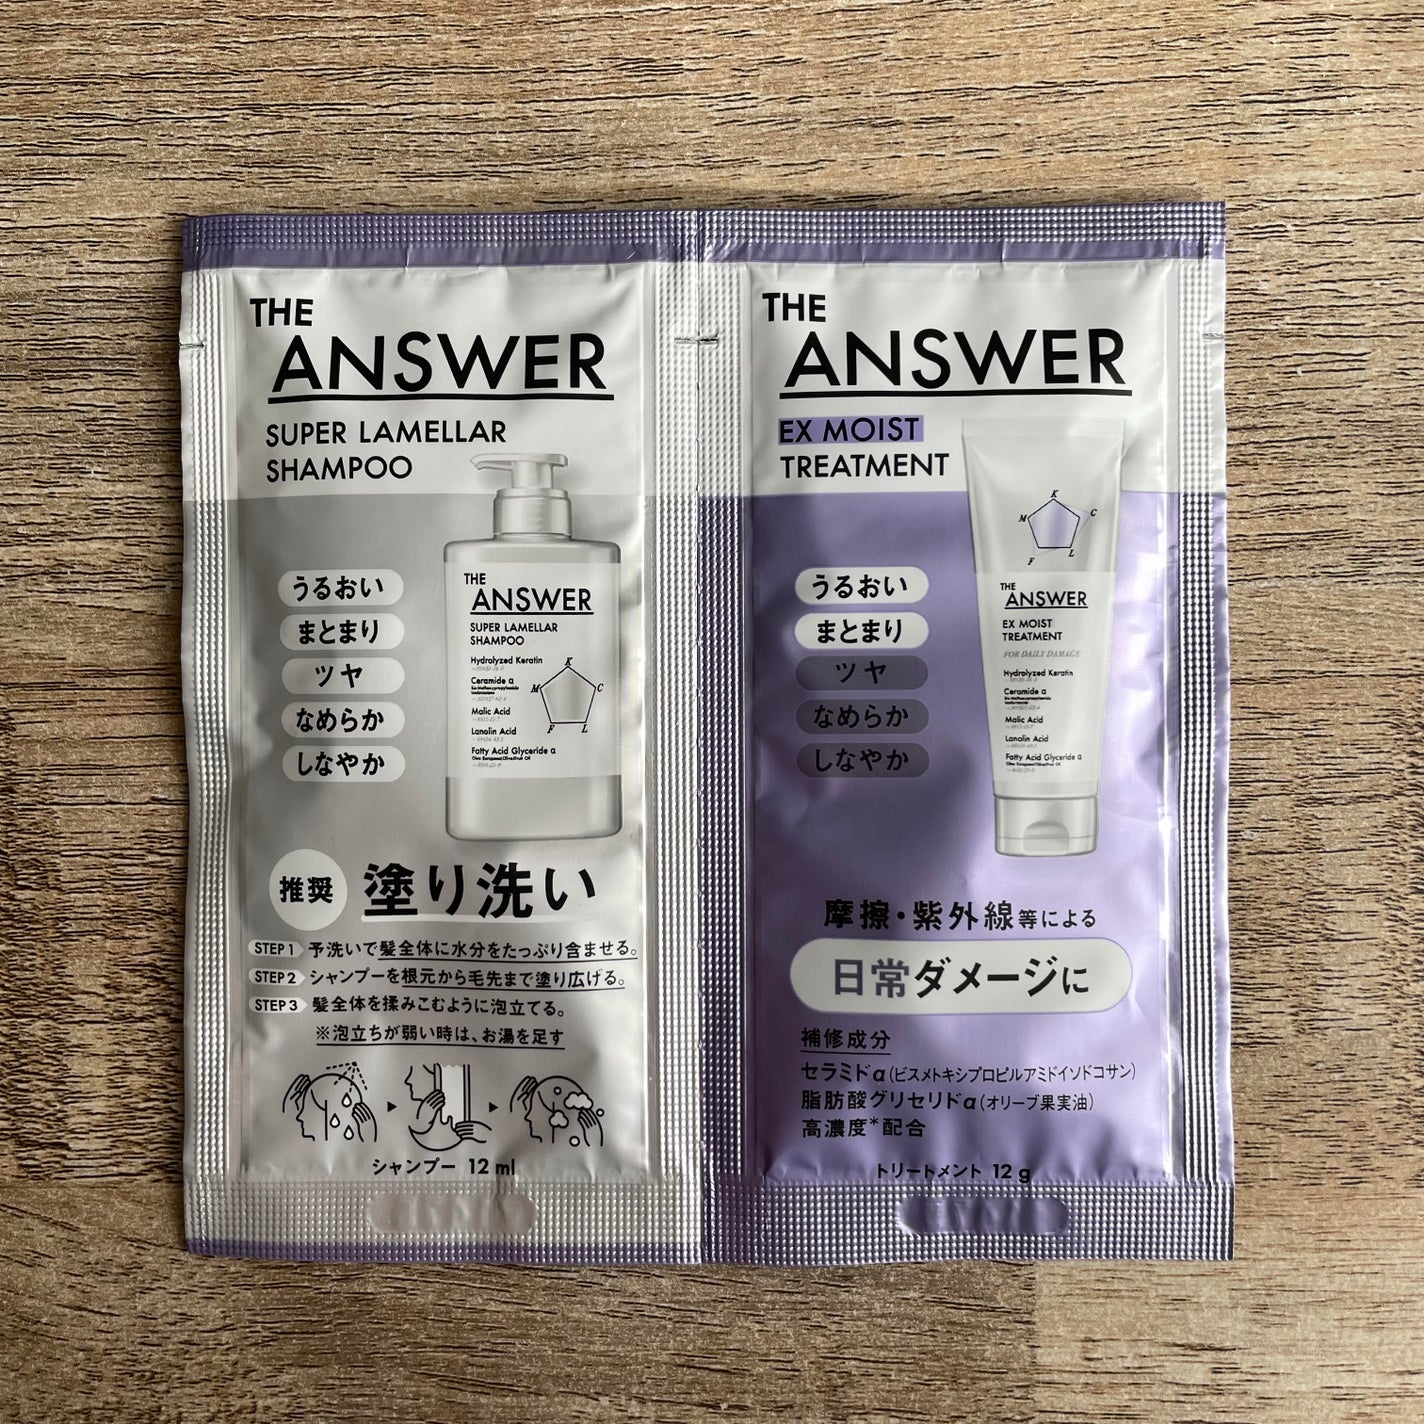 THE
ANSWER
SUPER LAMELLAR
SHAMPOO
うるおい
まとまり
ツヤ
なめらか
しなやか
THE
ANSWER
SUPER LAMELLAR
SHAMPOO
Hydrolyzed Keratin
Ceramide α
Malic Acid
Lanolin Acid
Fatty Acid Glyceride α
K
M
C
F
L
推奨
塗り洗い
STEP 1 予洗いで髪全体に水分をたっぷり含ませる。
STEP 2 シャンプーを根元から毛先まで塗り広げる。
STEP 3 髪全体を揉みこむように泡立てる。
※泡立ちが弱い時は、お湯を足す
シャンプー 12 ml
THE
ANSWER
EX MOIST
TREATMENT
うるおい
まとまり
ツヤ
なめらか
しなやか
K
M
C
F
L
THE
ANSWER
EX MOIST
TREATMENT
FOR DAILY DAMAGE
Hydrolyzed Keratin
Ceramide α
Malic Acid
Lanolin Acid
Fatty Acid Glyceride α
摩擦・紫外線等による
日常ダメージに
補修成分
セラミドα（ビスメトキシプロピルアミドイソドコサン）
脂肪酸グリセリドα（オリーブ果実油）
高濃度*配合
トリートメント 12 g